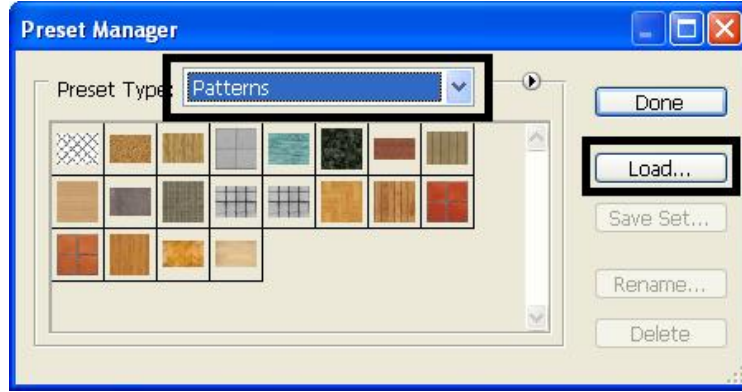 Preset Manager
Preset Type: Patterns
Done
Load...
Save Set...
Rename...
Delete